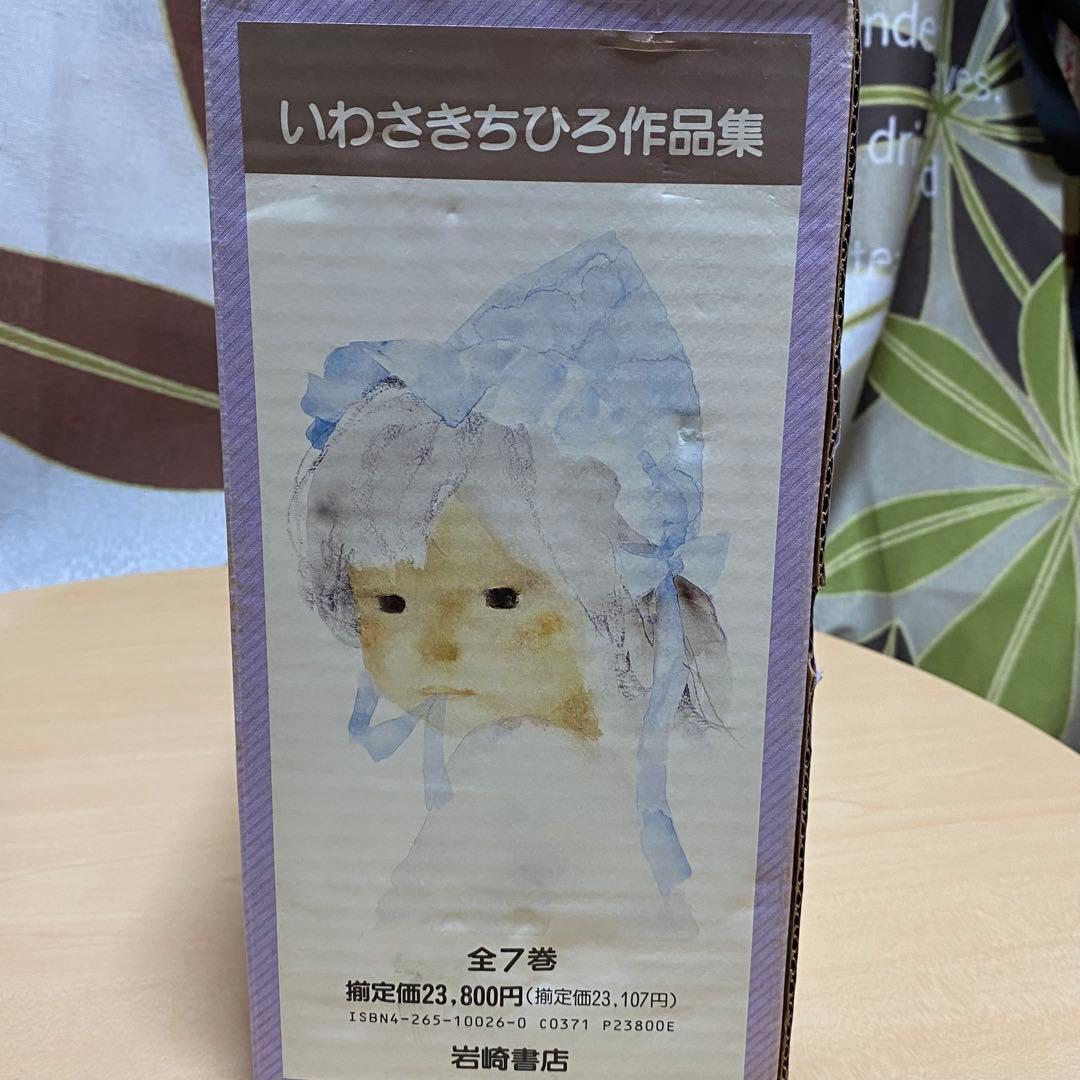 いわさきちひろ作品集
全7巻
揃定価23,800円(揃定価23,107円)
ISBN4-265-10026-0 C0371 P23800E
岩崎書店